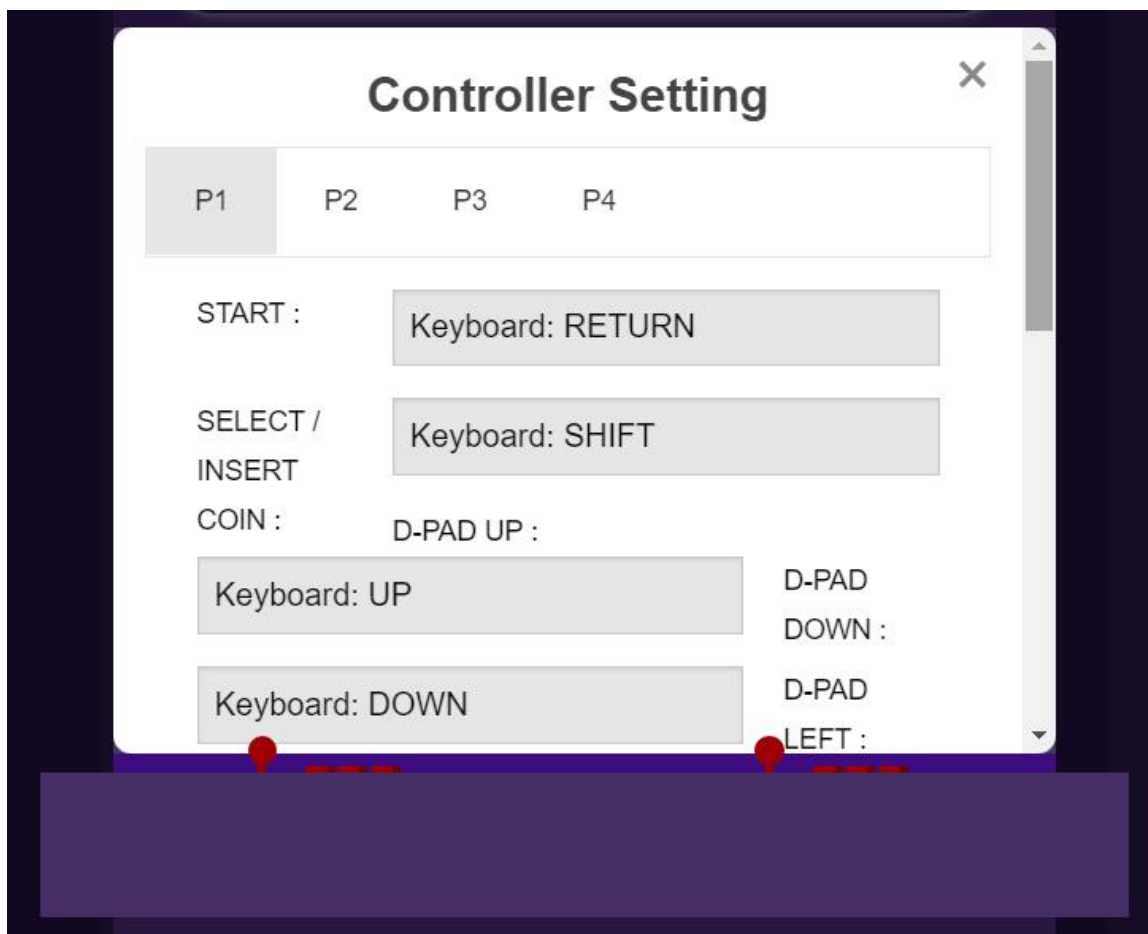 Controller Setting
P1 P2 P3 P4
START :
Keyboard: RETURN
SELECT /
INSERT
COIN :
Keyboard: SHIFT
D-PAD UP :
Keyboard: UP
D-PAD
DOWN :
Keyboard: DOWN
D-PAD
LEFT :